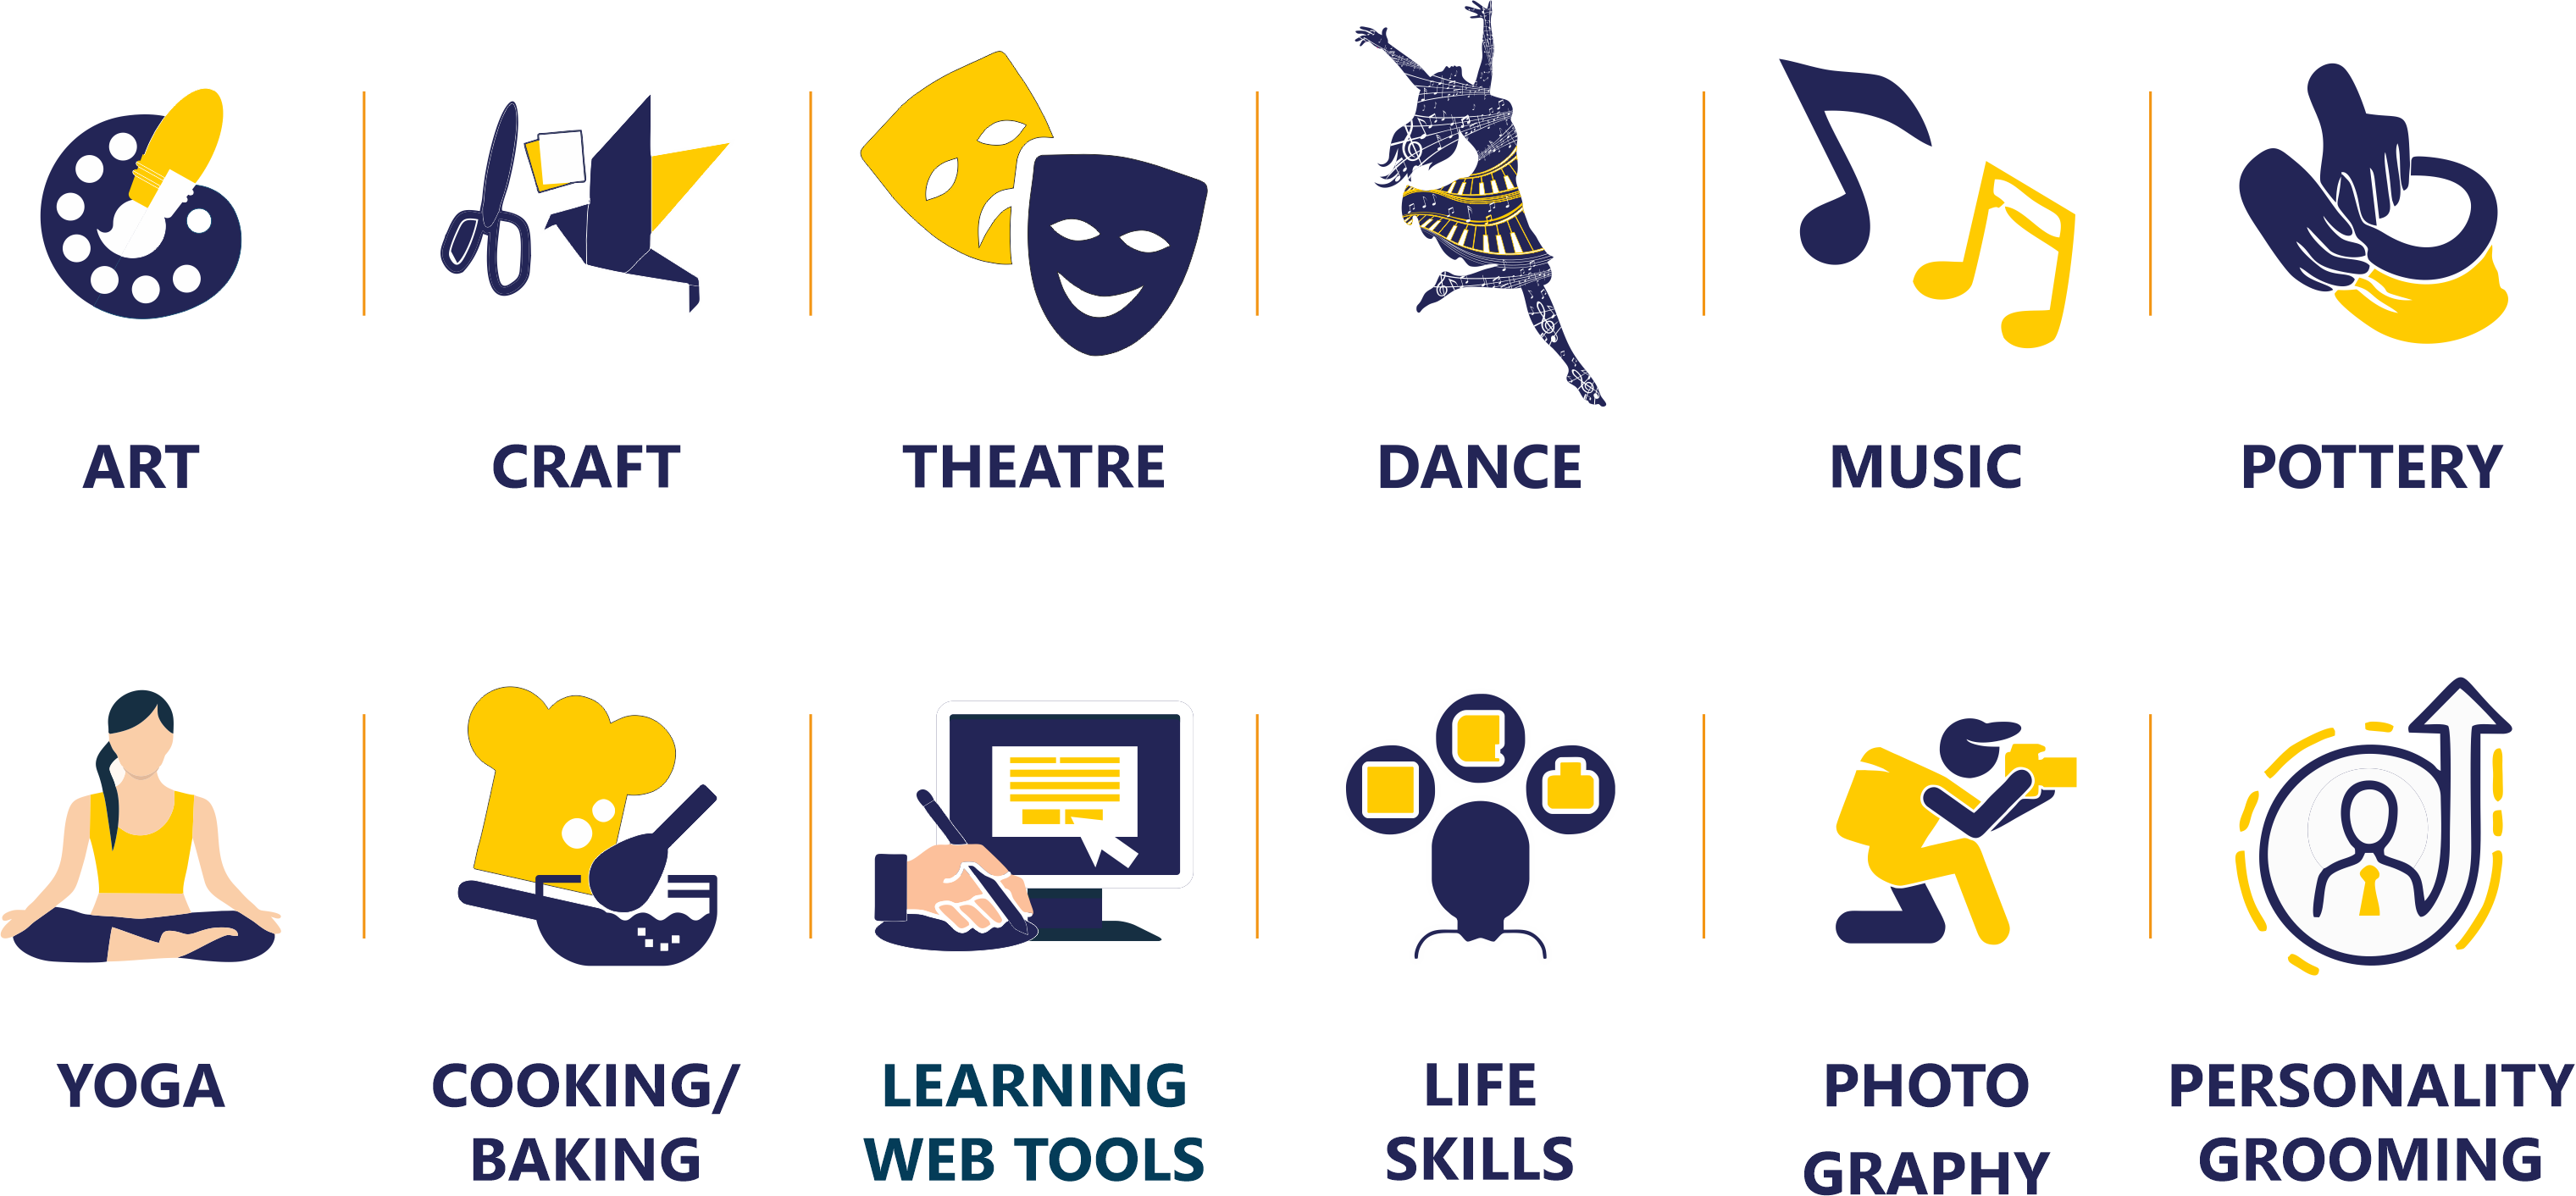 ART
CRAFT
THEATRE
DANCE
MUSIC
POTTERY
YOGA
COOKING/
BAKING
LEARNING
WEB TOOLS
LIFE
SKILLS
PHOTO
GRAPHY
PERSONALITY
GROOMING